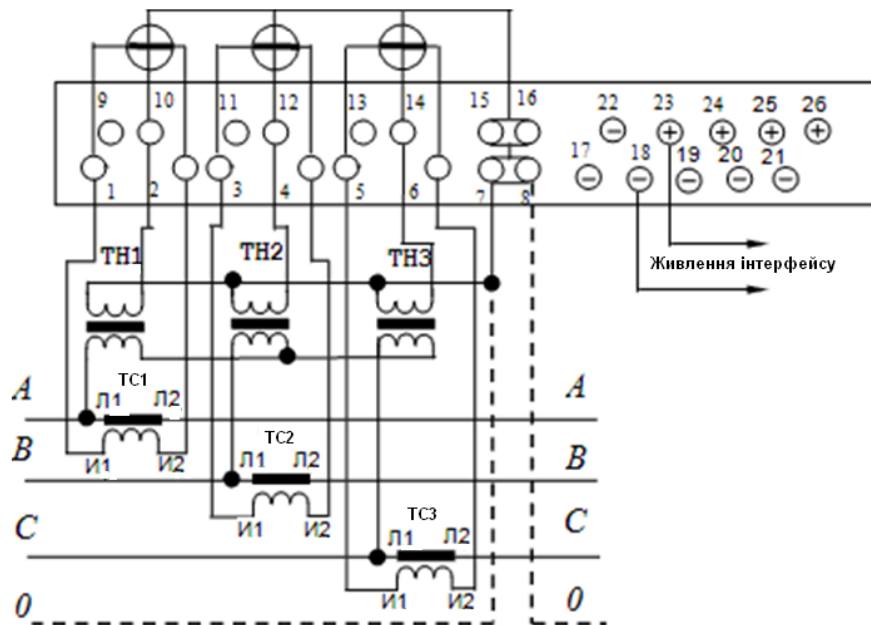 9 10 11 12 13 14 15 16 22 23 24 25 26
17 18 19 20 21
1 2 3 4 5 6 7 8
ТН1 ТН2 ТН3
Живлення інтерфейсу
ТС1
A Л1 Л2 A
ТС2
B И1 И2 Л1 Л2 B
ТС3
C И1 И2 Л1 Л2 C
0 И1 И2 0